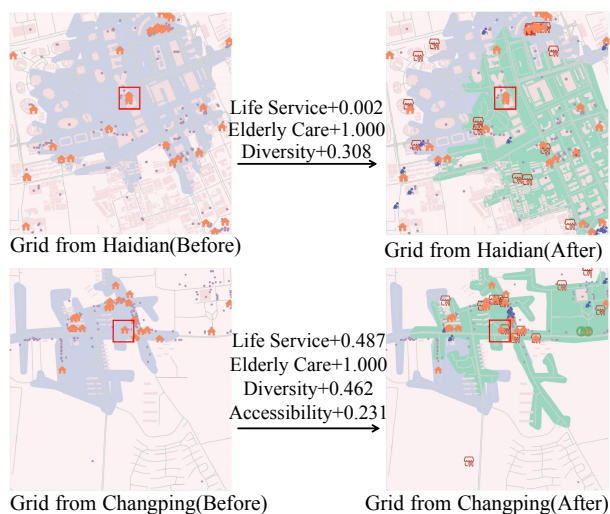 Life Service+0.002
Elderly Care+1.000
Diversity+0.308
Grid from Haidian(Before)
Grid from Haidian(After)
Life Service+0.487
Elderly Care+1.000
Diversity+0.462
Accessibility+0.231
Grid from Changping(Before)
Grid from Changping(After)